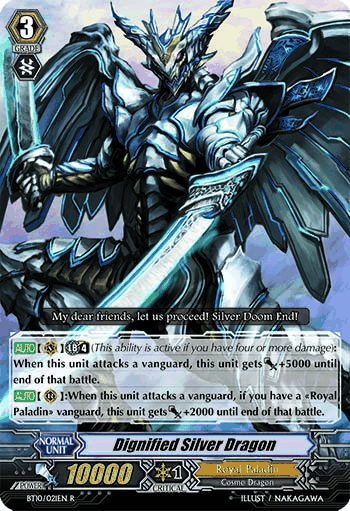 3
GRADE
My dear friends, let us proceed! Silver Doom End!
AUTO【 】 LB4 (This ability is active if you have four or more damage):
When this unit attacks a vanguard, this unit gets +5000 until
end of that battle.
AUTO【 】:When this unit attacks a vanguard, if you have a «Royal
Paladin» vanguard, this unit gets +2000 until end of that battle.
NORMAL
UNIT
Dignified Silver Dragon
POWER
10000
1
CRITICAL
Royal Paladin
Cosme Dragon
BT10/021EN R
ILLUST / NAKAGAWA